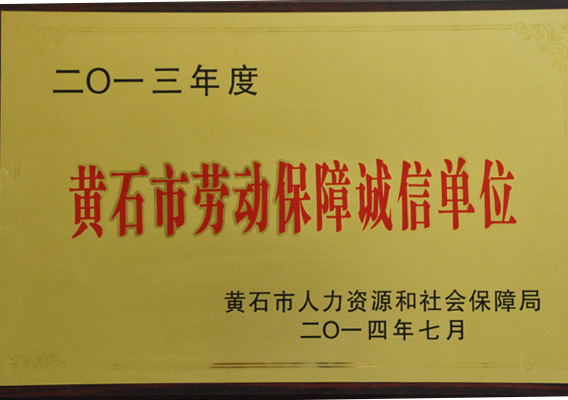 二〇一三年度
黄石市劳动保障诚信单位
黄石市人力资源和社会保障局
二〇一四年七月